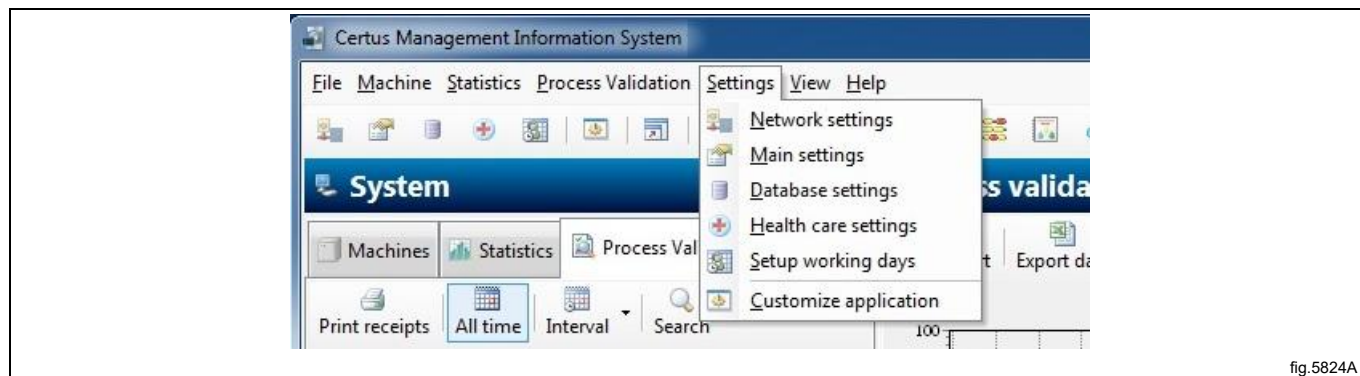 Certus Management Information System
File Machine Statistics Process Validation Settings View Help
Network settings
Main settings
Database settings
Health care settings
Setup working days
Customize application
System
ss valida
Machines Statistics Process Val
t Export da
Print receipts All time Interval Search
100
fig.5824A